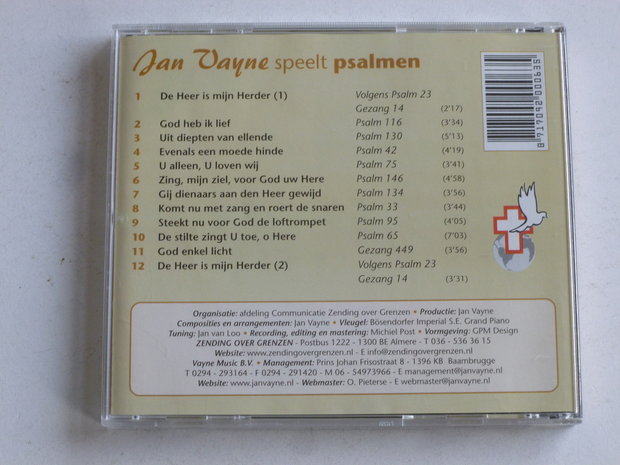 Jan Vayne speelt psalmen
1 De Heer is mijn Herder (1) Volgens Psalm 23
Gezang 14 (2'17)
2 God heb ik lief Psalm 116 (3'34)
3 Uit diepten van ellende Psalm 130 (5'13)
4 Evenals een moede hinde Psalm 42 (4'19)
5 U alleen, U loven wij Psalm 75 (3'41)
6 Zing, mijn ziel, voor God uw Here Psalm 146 (4'58)
7 Gij dienaars aan den Heer gewijd Psalm 134 (3'56)
8 Komt nu met zang en roert de snaren Psalm 33 (3'44)
9 Steekt nu voor God de loftrompet Psalm 95 (4'05)
10 De stilte zingt U toe, o Here Psalm 65 (7'03)
11 God enkel licht Gezang 449 (3'56)
12 De Heer is mijn Herder (2) Volgens Psalm 23
Gezang 14 (3'31)
8 717092 000635
Organisatie: afdeling Communicatie Zending over Grenzen • Productie: Jan Vayne
Composities en arrangementen: Jan Vayne • Vleugel: Bösendorfer Imperial S.E. Grand Piano
Tuning: Jan van Loo • Recording, editing en mastering: Michiel Post • Vormgeving: GPM Design
ZENDING OVER GRENZEN - Postbus 1222 - 1300 BE Almere - T 036 - 536 36 15
Website: www.zendingovergrenzen.nl - E info@zendingovergrenzen.nl
Vayne Music B.V. • Management: Prins Johan Frisostraat 8 - 1396 KB Baambrugge
T 0294 - 293164 - F 0294 - 291420 - M 06 - 54973966 - E management@janvayne.nl
Website: www.janvayne.nl - Webmaster: O. Pieterse - E webmaster@janvayne.nl